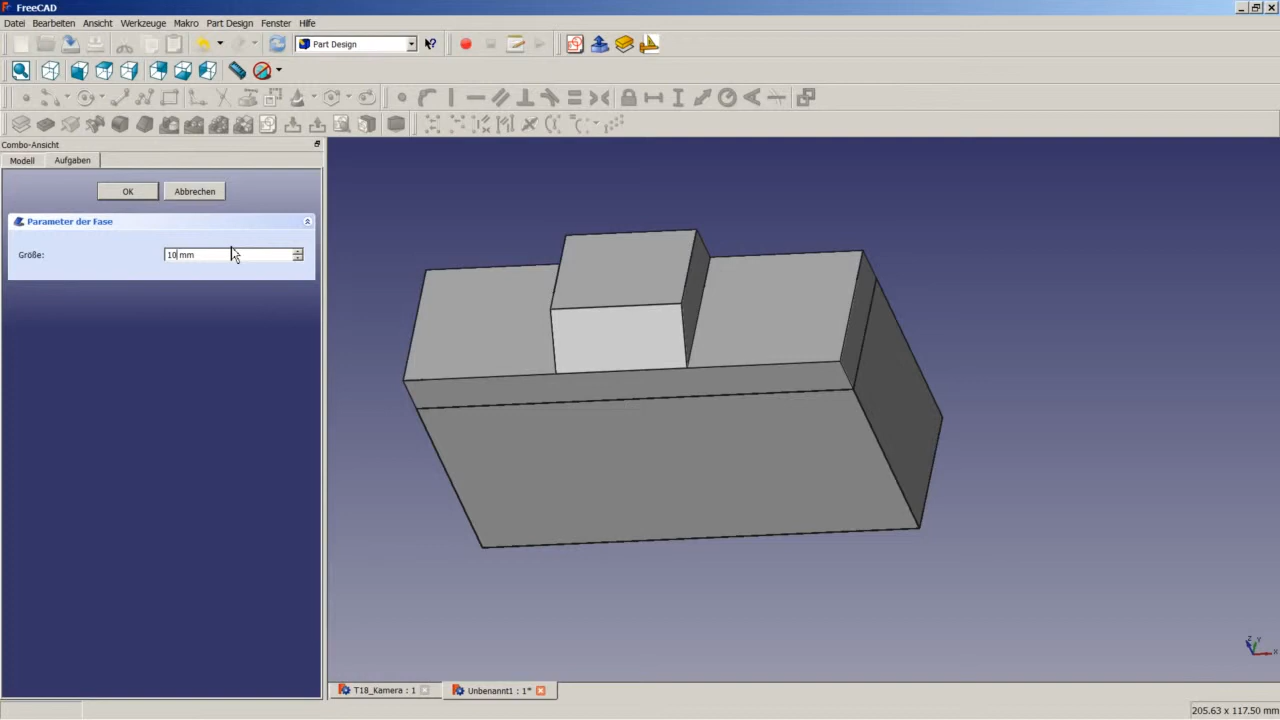 FreeCAD
Datei Bearbeiten Ansicht Werkzeuge Makro Part Design Fenster Hilfe
Part Design
Combo-Ansicht
Modell Aufgaben
OK Abbrechen
Parameter der Fase
Größe: 10 mm
Z Y X
T18_Kamera : 1 Unbenannt1 : 1*
205.63 x 117.50 mm